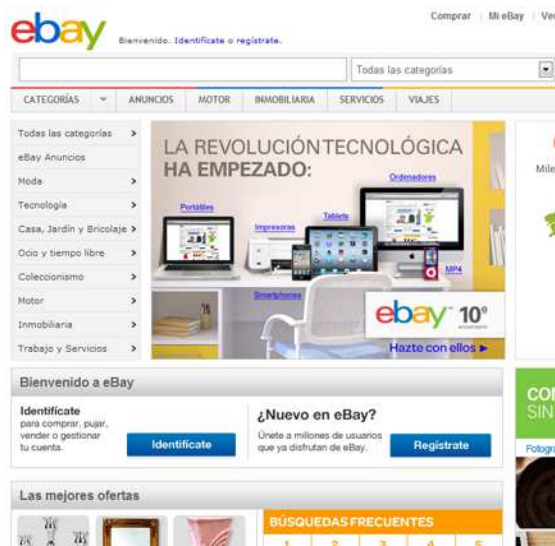 Comprar Mi eBay
ebay
Bienvenido. Identifícate o regístrate.
Todas las categorías
CATEGORÍAS ANUNCIOS MOTOR INMOBILIARIA SERVICIOS VIAJES
Todas las categorías
eBay Anuncios
Moda
Tecnología
Casa, Jardín y Bricolaje
Ocio y tiempo libre
Coleccionismo
Motor
Inmobiliaria
Trabajo y Servicios
LA REVOLUCIÓN TECNOLÓGICA
HA EMPEZADO:
Ordenadores
Portátiles
Tablets
Impresoras
MP4
Smartphones
ebay 10º
aniversario
Hazte con ellos
Bienvenido a eBay
Identifícate
para comprar, pujar,
vender o gestionar
tu cuenta.
Identifícate
¿Nuevo en eBay?
Únete a millones de usuarios
que ya disfrutan de eBay.
Regístrate
Las mejores ofertas
BÚSQUEDAS FRECUENTES
1 2 3 4 5